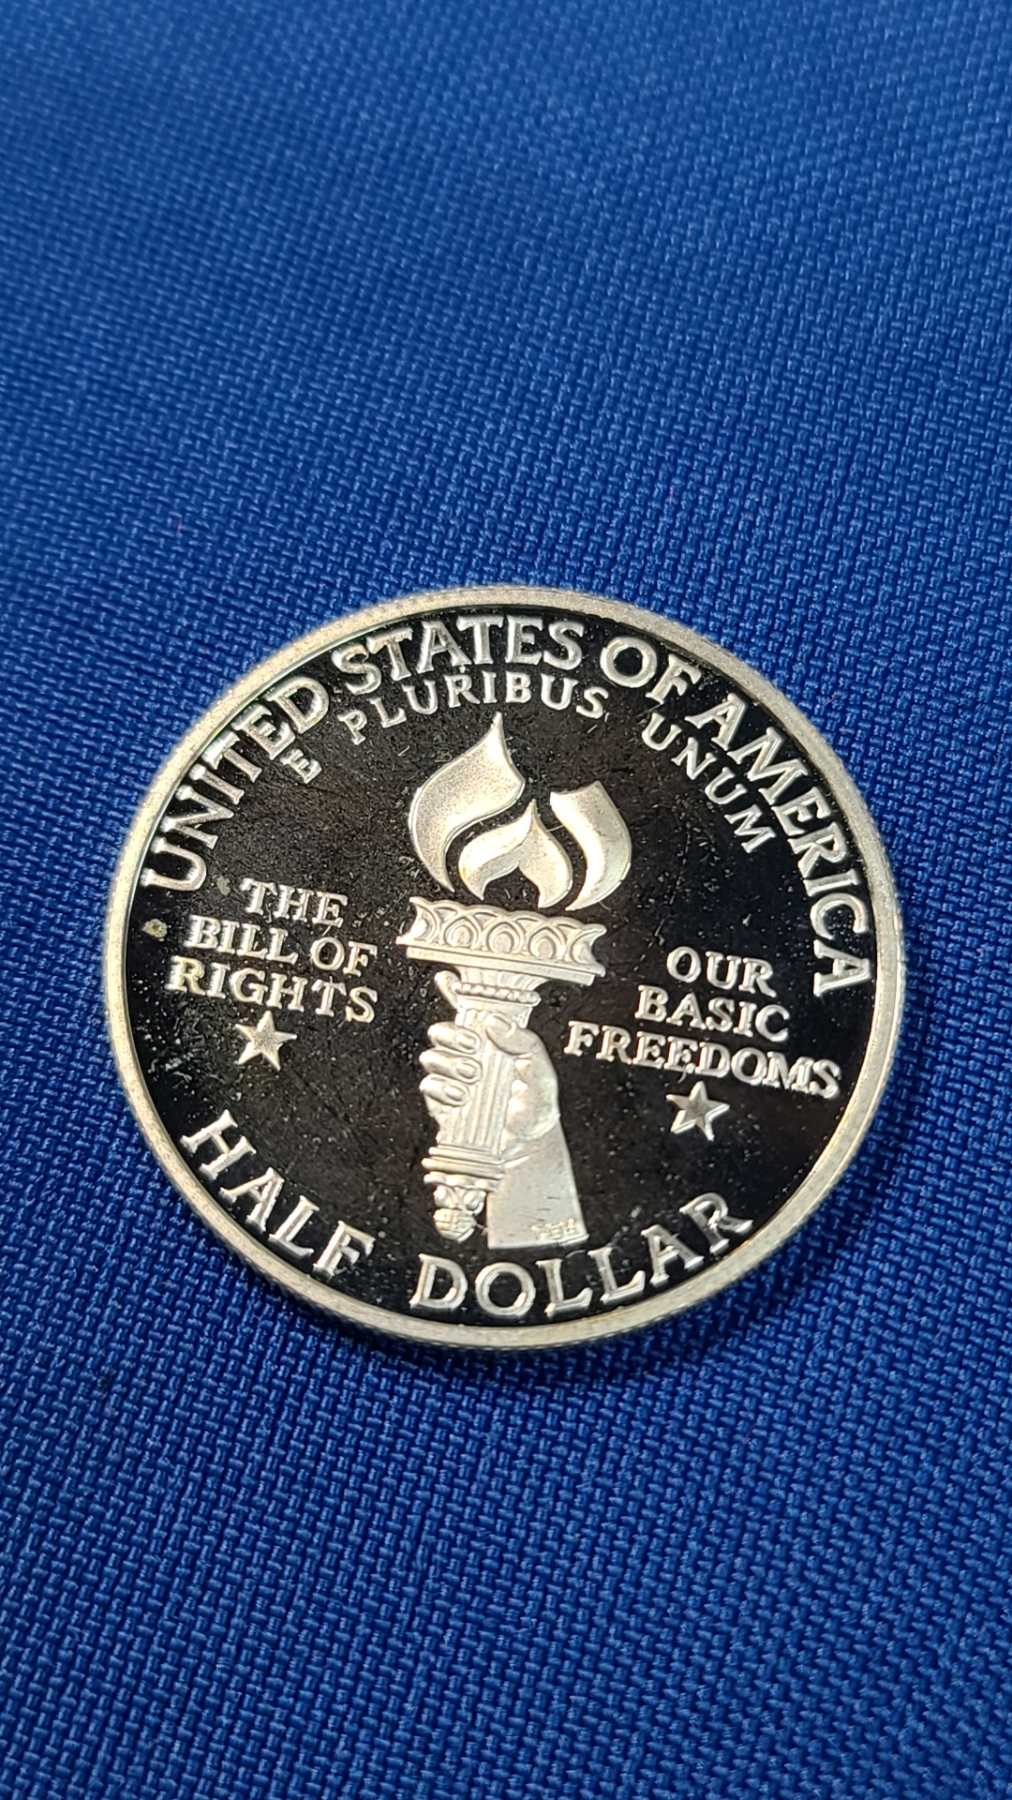 UNITED STATES OF AMERICA
E PLURIBUS UNUM
THE
BILL OF
RIGHTS
OUR
BASIC
FREEDOMS
HALF DOLLAR